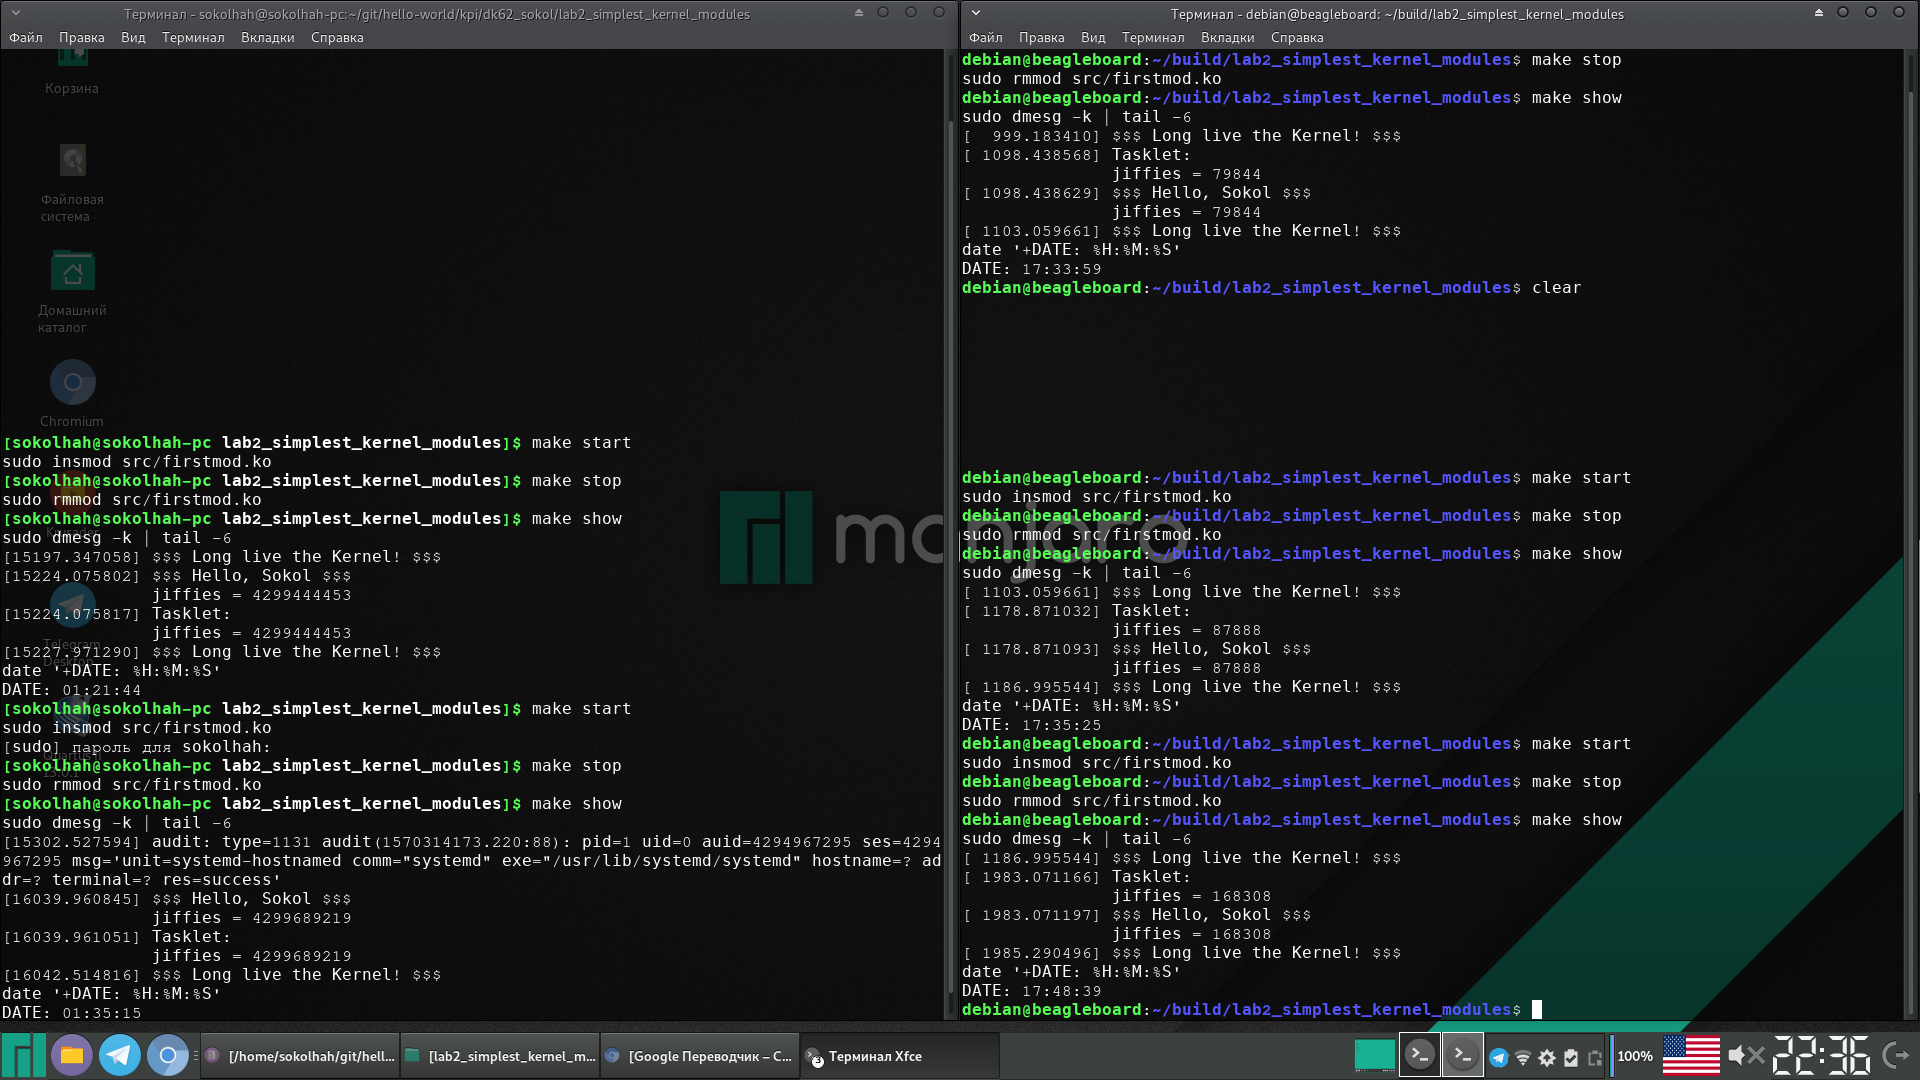 Терминал - sokolhah@sokolhah-pc:~/git/hello-world/kpi/dk62_sokol/lab2_simplest_kernel_modules
Файл Правка Вид Терминал Вкладки Справка
Корзина
Файловая
система
Домашний
каталог
Chromium
[sokolhah@sokolhah-pc lab2_simplest_kernel_modules]$ make start
sudo insmod src/firstmod.ko
[sokolhah@sokolhah-pc lab2_simplest_kernel_modules]$ make stop
sudo rmmod src/firstmod.ko
[sokolhah@sokolhah-pc lab2_simplest_kernel_modules]$ make show
sudo dmesg -k | tail -6
[15197.347058] $$$ Long live the Kernel! $$$
[15224.075802] $$$ Hello, Sokol $$$
jiffies = 4299444453
[15224.075817] Tasklet:
jiffies = 4299444453
Telegram
Desktop
[15227.971290] $$$ Long live the Kernel! $$$
date '+DATE: %H:%M:%S'
DATE: 01:21:44
[sokolhah@sokolhah-pc lab2_simplest_kernel_modules]$ make start
sudo insmod src/firstmod.ko
[sudo] пароль для sokolhah:
[sokolhah@sokolhah-pc lab2_simplest_kernel_modules]$ make stop
sudo rmmod src/firstmod.ko
[sokolhah@sokolhah-pc lab2_simplest_kernel_modules]$ make show
sudo dmesg -k | tail -6
[15302.527594] audit: type=1131 audit(1570314173.220:88): pid=1 uid=0 auid=4294967295 ses=4294
967295 msg='unit=systemd-hostnamed comm="systemd" exe="/usr/lib/systemd/systemd" hostname=? ad
dr=? terminal=? res=success'
[16039.960845] $$$ Hello, Sokol $$$
jiffies = 4299689219
[16039.961051] Tasklet:
jiffies = 4299689219
[16042.514816] $$$ Long live the Kernel! $$$
date '+DATE: %H:%M:%S'
DATE: 01:35:15
manjaro
Терминал - debian@beagleboard: ~/build/lab2_simplest_kernel_modules
Файл Правка Вид Терминал Вкладки Справка
debian@beagleboard:~/build/lab2_simplest_kernel_modules$ make stop
sudo rmmod src/firstmod.ko
debian@beagleboard:~/build/lab2_simplest_kernel_modules$ make show
sudo dmesg -k | tail -6
[  999.183410] $$$ Long live the Kernel! $$$
[ 1098.438568] Tasklet:
jiffies = 79844
[ 1098.438629] $$$ Hello, Sokol $$$
jiffies = 79844
[ 1103.059661] $$$ Long live the Kernel! $$$
date '+DATE: %H:%M:%S'
DATE: 17:33:59
debian@beagleboard:~/build/lab2_simplest_kernel_modules$ clear
debian@beagleboard:~/build/lab2_simplest_kernel_modules$ make start
sudo insmod src/firstmod.ko
debian@beagleboard:~/build/lab2_simplest_kernel_modules$ make stop
sudo rmmod src/firstmod.ko
debian@beagleboard:~/build/lab2_simplest_kernel_modules$ make show
sudo dmesg -k | tail -6
[ 1103.059661] $$$ Long live the Kernel! $$$
[ 1178.871032] Tasklet:
jiffies = 87888
[ 1178.871093] $$$ Hello, Sokol $$$
jiffies = 87888
[ 1186.995544] $$$ Long live the Kernel! $$$
date '+DATE: %H:%M:%S'
DATE: 17:35:25
debian@beagleboard:~/build/lab2_simplest_kernel_modules$ make start
sudo insmod src/firstmod.ko
debian@beagleboard:~/build/lab2_simplest_kernel_modules$ make stop
sudo rmmod src/firstmod.ko
debian@beagleboard:~/build/lab2_simplest_kernel_modules$ make show
sudo dmesg -k | tail -6
[ 1186.995544] $$$ Long live the Kernel! $$$
[ 1983.071166] Tasklet:
jiffies = 168308
[ 1983.071197] $$$ Hello, Sokol $$$
jiffies = 168308
[ 1985.290496] $$$ Long live the Kernel! $$$
date '+DATE: %H:%M:%S'
DATE: 17:48:39
debian@beagleboard:~/build/lab2_simplest_kernel_modules$
[/home/sokolhah/git/hell... [lab2_simplest_kernel_m... [Google Переводчик – C... 3 Терминал Xfce 100% 22:36